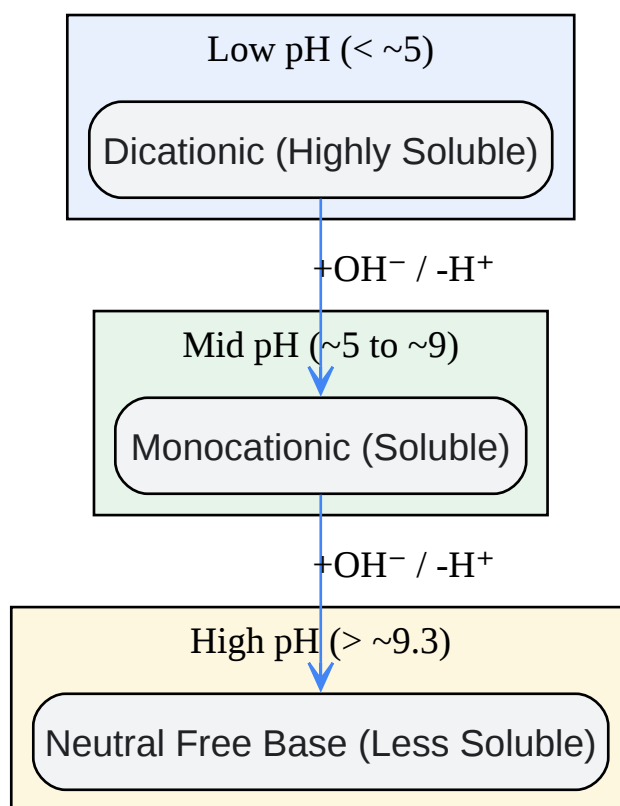 Low pH (< ~5)
Dicationic (Highly Soluble)
+OH⁻ / -H⁺
Mid pH (~5 to ~9)
Monocationic (Soluble)
+OH⁻ / -H⁺
High pH (> ~9.3)
Neutral Free Base (Less Soluble)